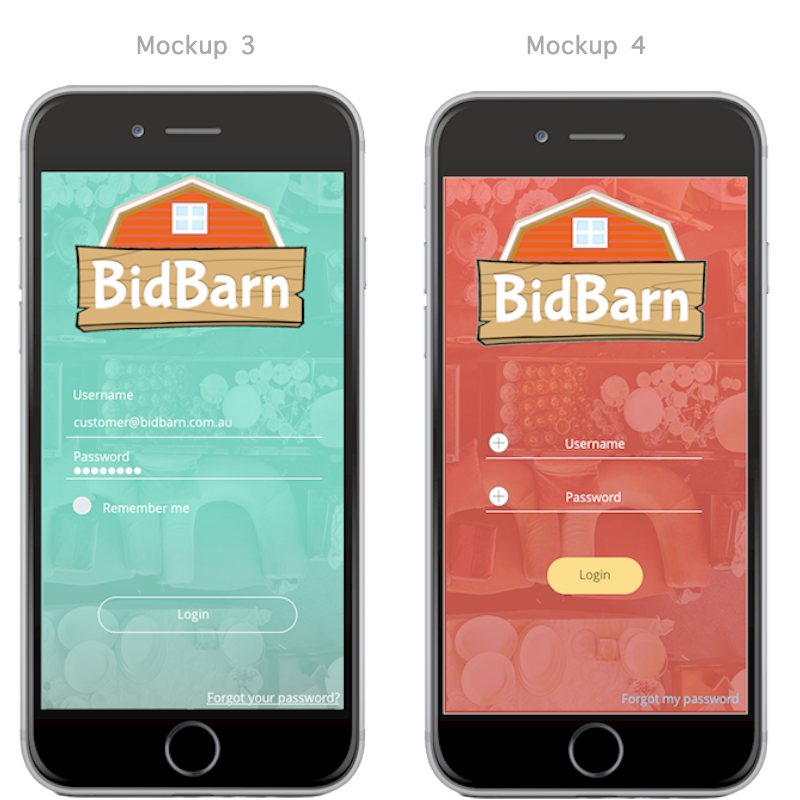 Mockup 3
Mockup 4
BidBarn
Username
customer@bidbarn.com.au
Password
●●●●●●●●
Remember me
Login
Forgot your password?
BidBarn
Username
Password
Login
Forgot my password